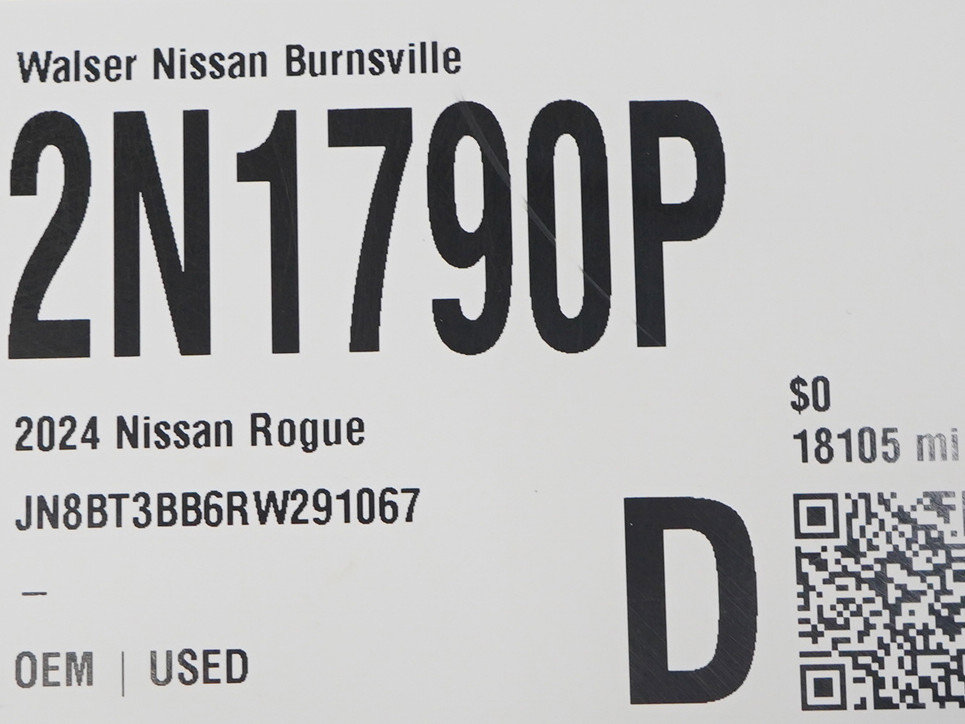 Walser Nissan Burnsville
2N1790P
2024 Nissan Rogue
$0
18105 mi
JN8BT3BB6RW291067
–
D
OEM | USED